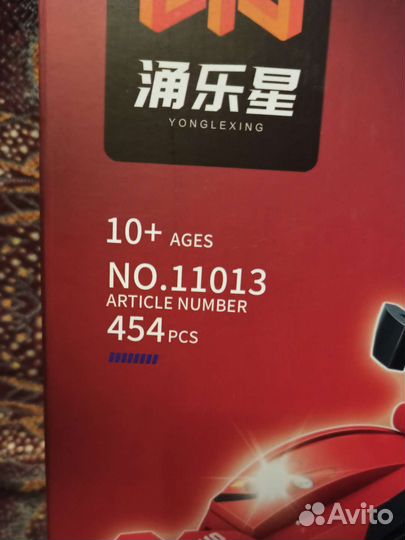 涌乐星
YONGLEXING
10+ AGES
NO.11013
ARTICLE NUMBER
454 PCS
Avito